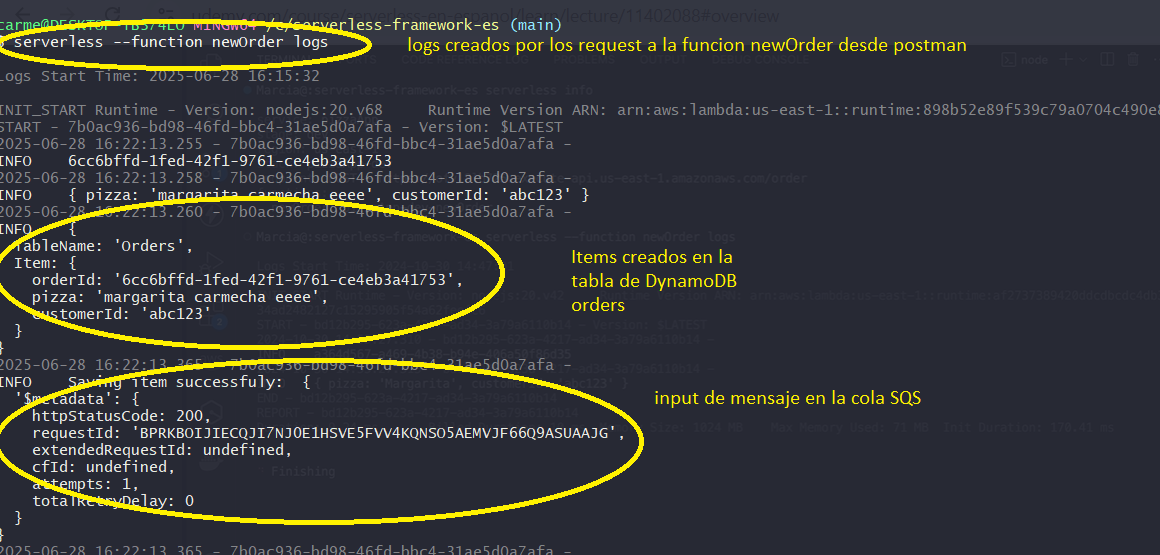 carme@DESKTOP-1B374LO MINGW64 /c/serverless-framework-es (main)
serverless --function newOrder logs
logs creados por los request a la funcion newOrder desde postman
Logs Start Time: 2025-06-28 16:15:32
INIT_START Runtime - Version: nodejs:20.v68 Runtime Version ARN: arn:aws:lambda:us-east-1::runtime:898b52e89f539c79a0704c490e8
START - 7b0ac936-bd98-46fd-bbc4-31ae5d0a7afa - Version: $LATEST
2025-06-28 16:22:13.255 - 7b0ac936-bd98-46fd-bbc4-31ae5d0a7afa -
INFO 6cc6bffd-1fed-42f1-9761-ce4eb3a41753
2025-06-28 16:22:13.258 - 7b0ac936-bd98-46fd-bbc4-31ae5d0a7afa -
INFO { pizza: 'margarita carmecha eeee', customerId: 'abc123' }
2025-06-28 16:22:13.260 - 7b0ac936-bd98-46fd-bbc4-31ae5d0a7afa -
INFO {
TableName: 'Orders',
Item: {
orderId: '6cc6bffd-1fed-42f1-9761-ce4eb3a41753',
pizza: 'margarita carmecha eeee',
customerId: 'abc123'
}
}
Items creados en la
tabla de DynamoDB
orders
2025-06-28 16:22:13.365 - 7b0ac936-bd98-46fd-bbc4-31ae5d0a7afa -
INFO Saving item successfuly: {
'$metadata': {
httpStatusCode: 200,
requestId: 'BPRKBOIJIECQJI7NJ0E1HSVE5FVV4KQNSO5AEMVJF66Q9ASUAAJG',
extendedRequestId: undefined,
cfId: undefined,
attempts: 1,
totalRetryDelay: 0
}
}
input de mensaje en la cola SQS
2025-06-28 16:22:13.365 - 7b0ac936-bd98-46fd-bbc4-31ae5d0a7afa -